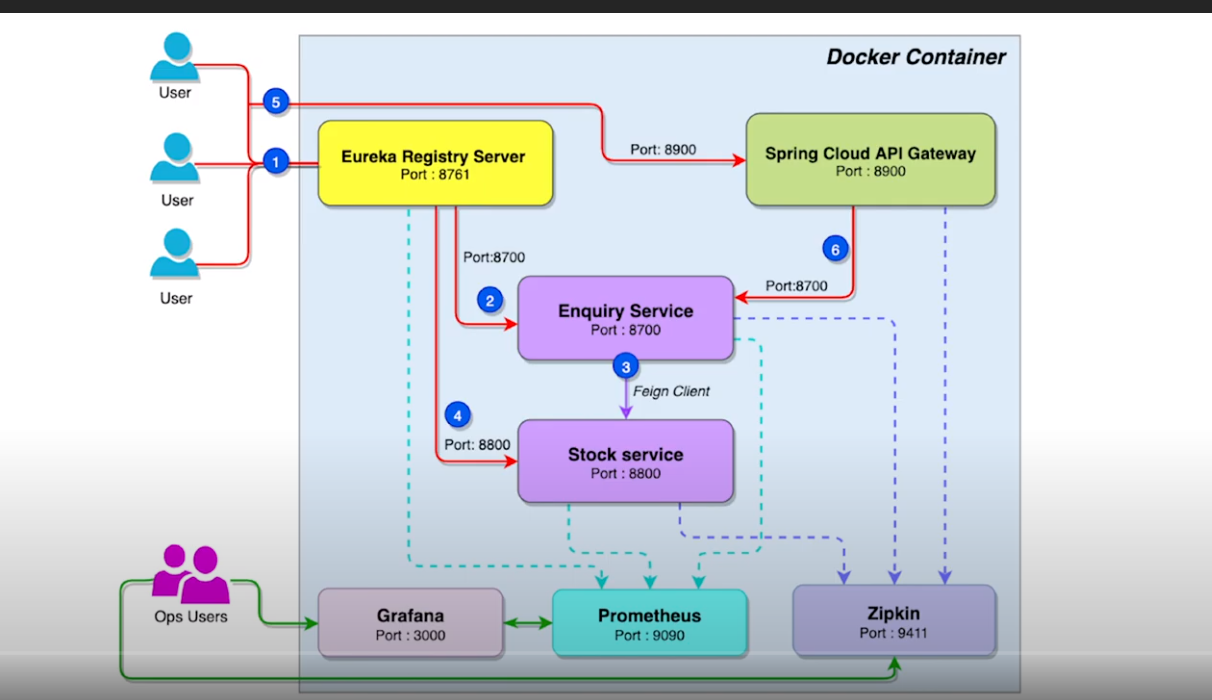 Docker Container
User
5
Eureka Registry Server
Port : 8761
Port: 8900
Spring Cloud API Gateway
Port : 8900
1
User
6
Port:8700
Port:8700
2
Enquiry Service
Port : 8700
User
3
Feign Client
4
Port: 8800
Stock service
Port : 8800
Ops Users
Grafana
Port : 3000
Prometheus
Port : 9090
Zipkin
Port : 9411